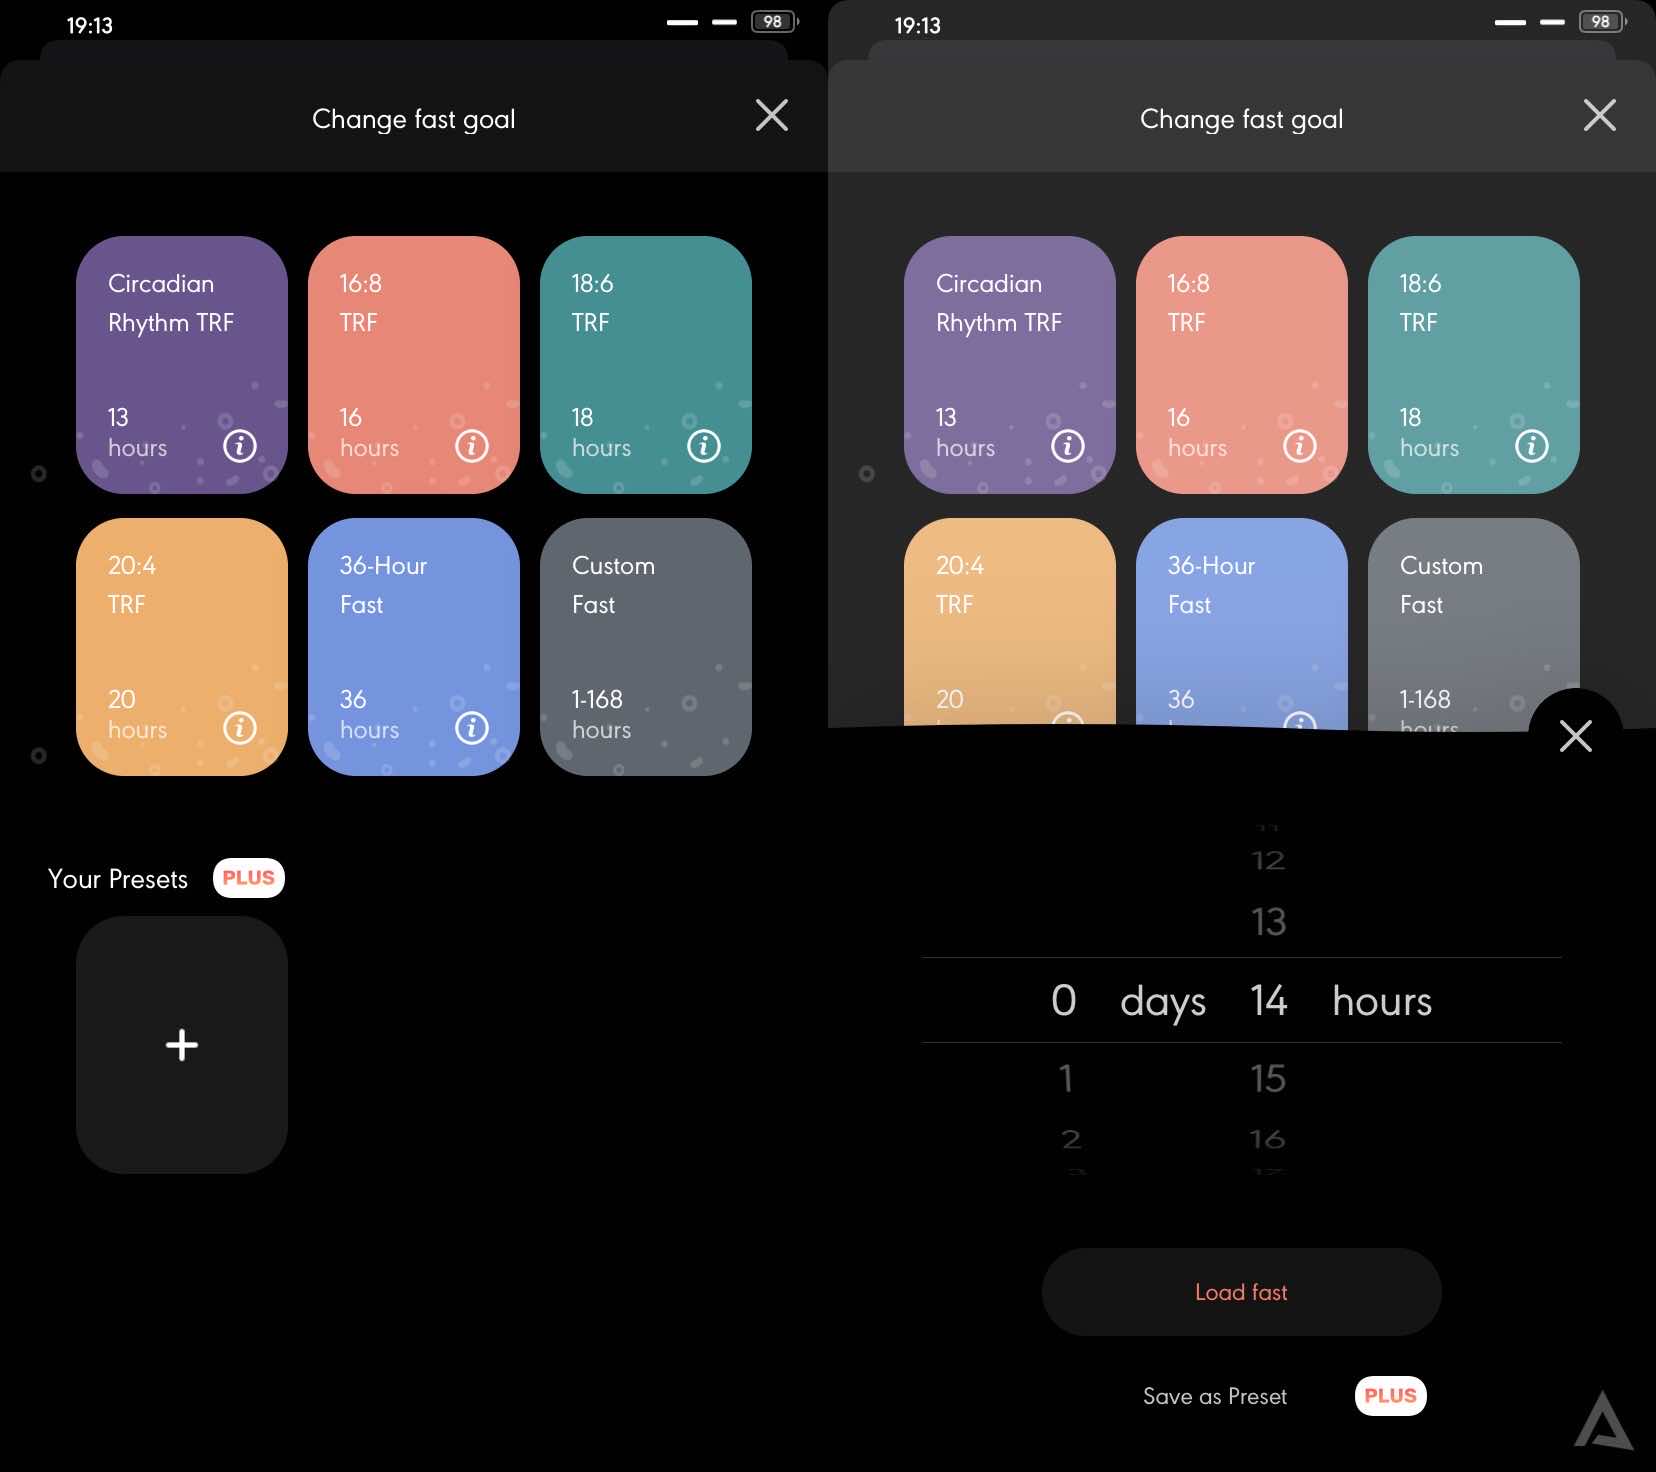 19:13
98
Change fast goal
Circadian
Rhythm TRF
13
hours
16:8
TRF
16
hours
18:6
TRF
18
hours
20:4
TRF
20
hours
36-Hour
Fast
36
hours
Custom
Fast
1-168
hours
Your Presets PLUS
+
19:13
98
Change fast goal
Circadian
Rhythm TRF
13
hours
16:8
TRF
16
hours
18:6
TRF
18
hours
20:4
TRF
20
36-Hour
Fast
36
Custom
Fast
1-168
hours
12
13
0 days 14 hours
1 15
2 16
Load fast
Save as Preset PLUS